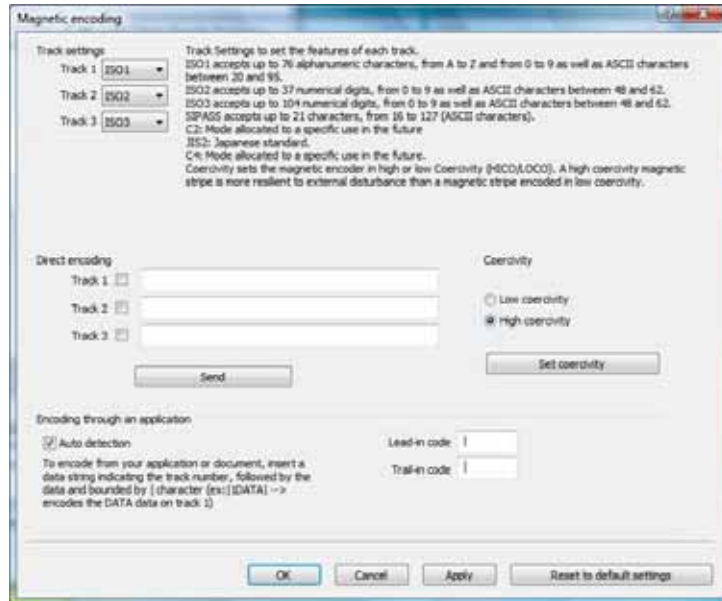 Magnetic encoding
Track settings
Track 1 ISO1
Track 2 ISO2
Track 3 ISO3
Track Settings to set the features of each track.
ISO1 accepts up to 76 alphanumeric characters, from A to Z and from 0 to 9 as well as ASCII characters
between 20 and 95.
ISO2 accepts up to 37 numerical digits, from 0 to 9 as well as ASCII characters between 48 and 62.
ISO3 accepts up to 104 numerical digits, from 0 to 9 as well as ASCII characters between 48 and 62.
SIPASS accepts up to 21 characters, from 16 to 127 (ASCII characters).
C2: Mode allocated to a specific use in the future
JIS2: Japanese standard.
C4: Mode allocated to a specific use in the future.
Coercivity sets the magnetic encoder in high or low Coercivity (HICO/LOCO). A high coercivity magnetic
stripe is more resilient to external disturbance than a magnetic stripe encoded in low coercivity.
Direct encoding
Track 1
Track 2
Track 3
Send
Coercivity
Low coercivity
High coercivity
Set coercivity
Encoding through an application
Auto detection
To encode from your application or document, insert a
data string indicating the track number, followed by the
data and bounded by | character (ex:|1DATA| -->
encodes the DATA data on track 1)
Lead-in code |
Trail-in code |
OK
Cancel
Apply
Reset to default settings